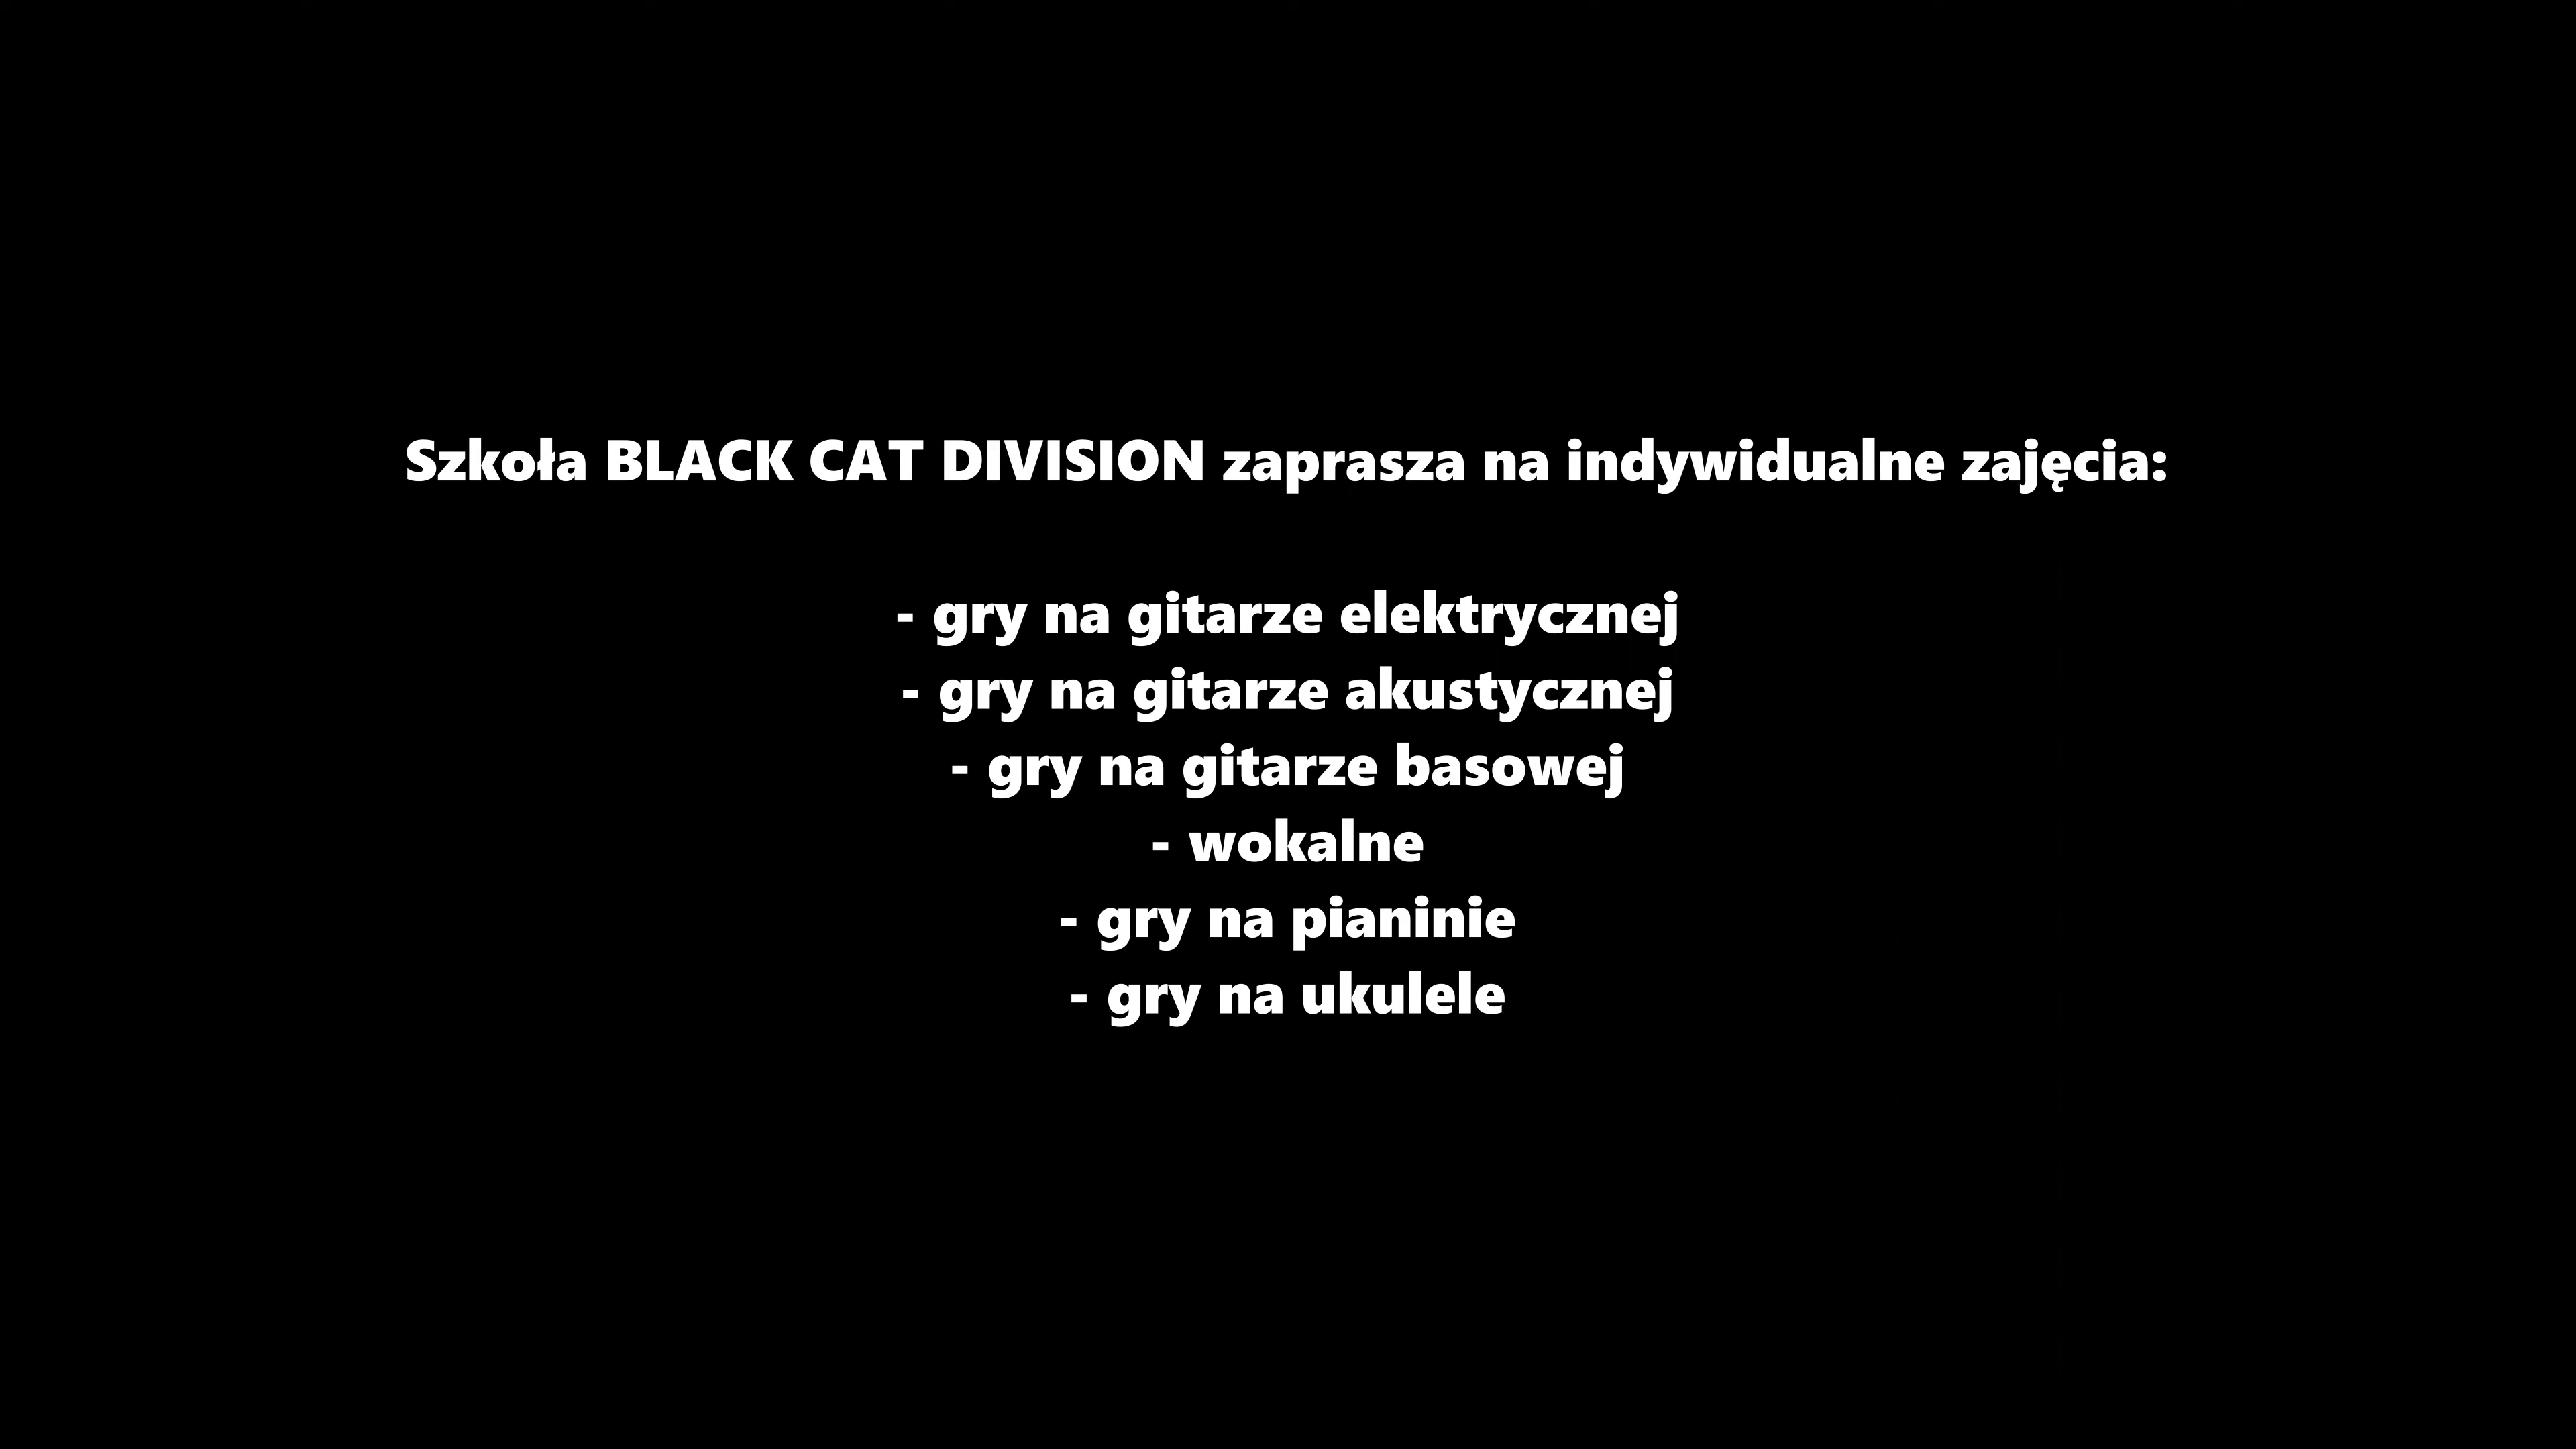 Szkoła BLACK CAT DIVISION zaprasza na indywidualne zajęcia:
- gry na gitarze elektrycznej
- gry na gitarze akustycznej
- gry na gitarze basowej
- wokalne
- gry na pianinie
- gry na ukulele